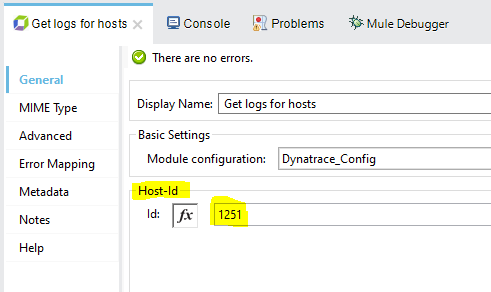 Get logs for hosts Console Problems Mule Debugger
There are no errors.
General
MIME Type
Display Name: Get logs for hosts
Advanced
Basic Settings
Error Mapping
Module configuration: Dynatrace_Config
Metadata
Host-Id
Notes
Id: fx 1251
Help